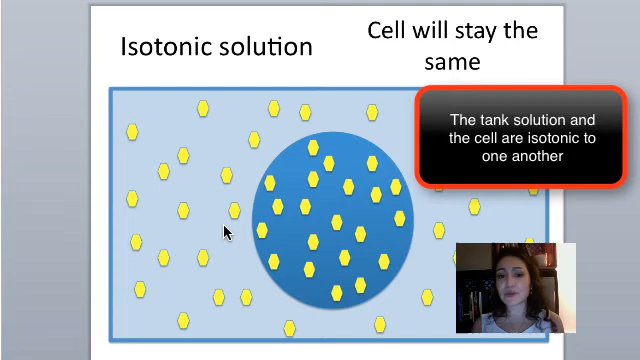 Isotonic solution
Cell will stay the
same
The tank solution and
the cell are isotonic to
one another